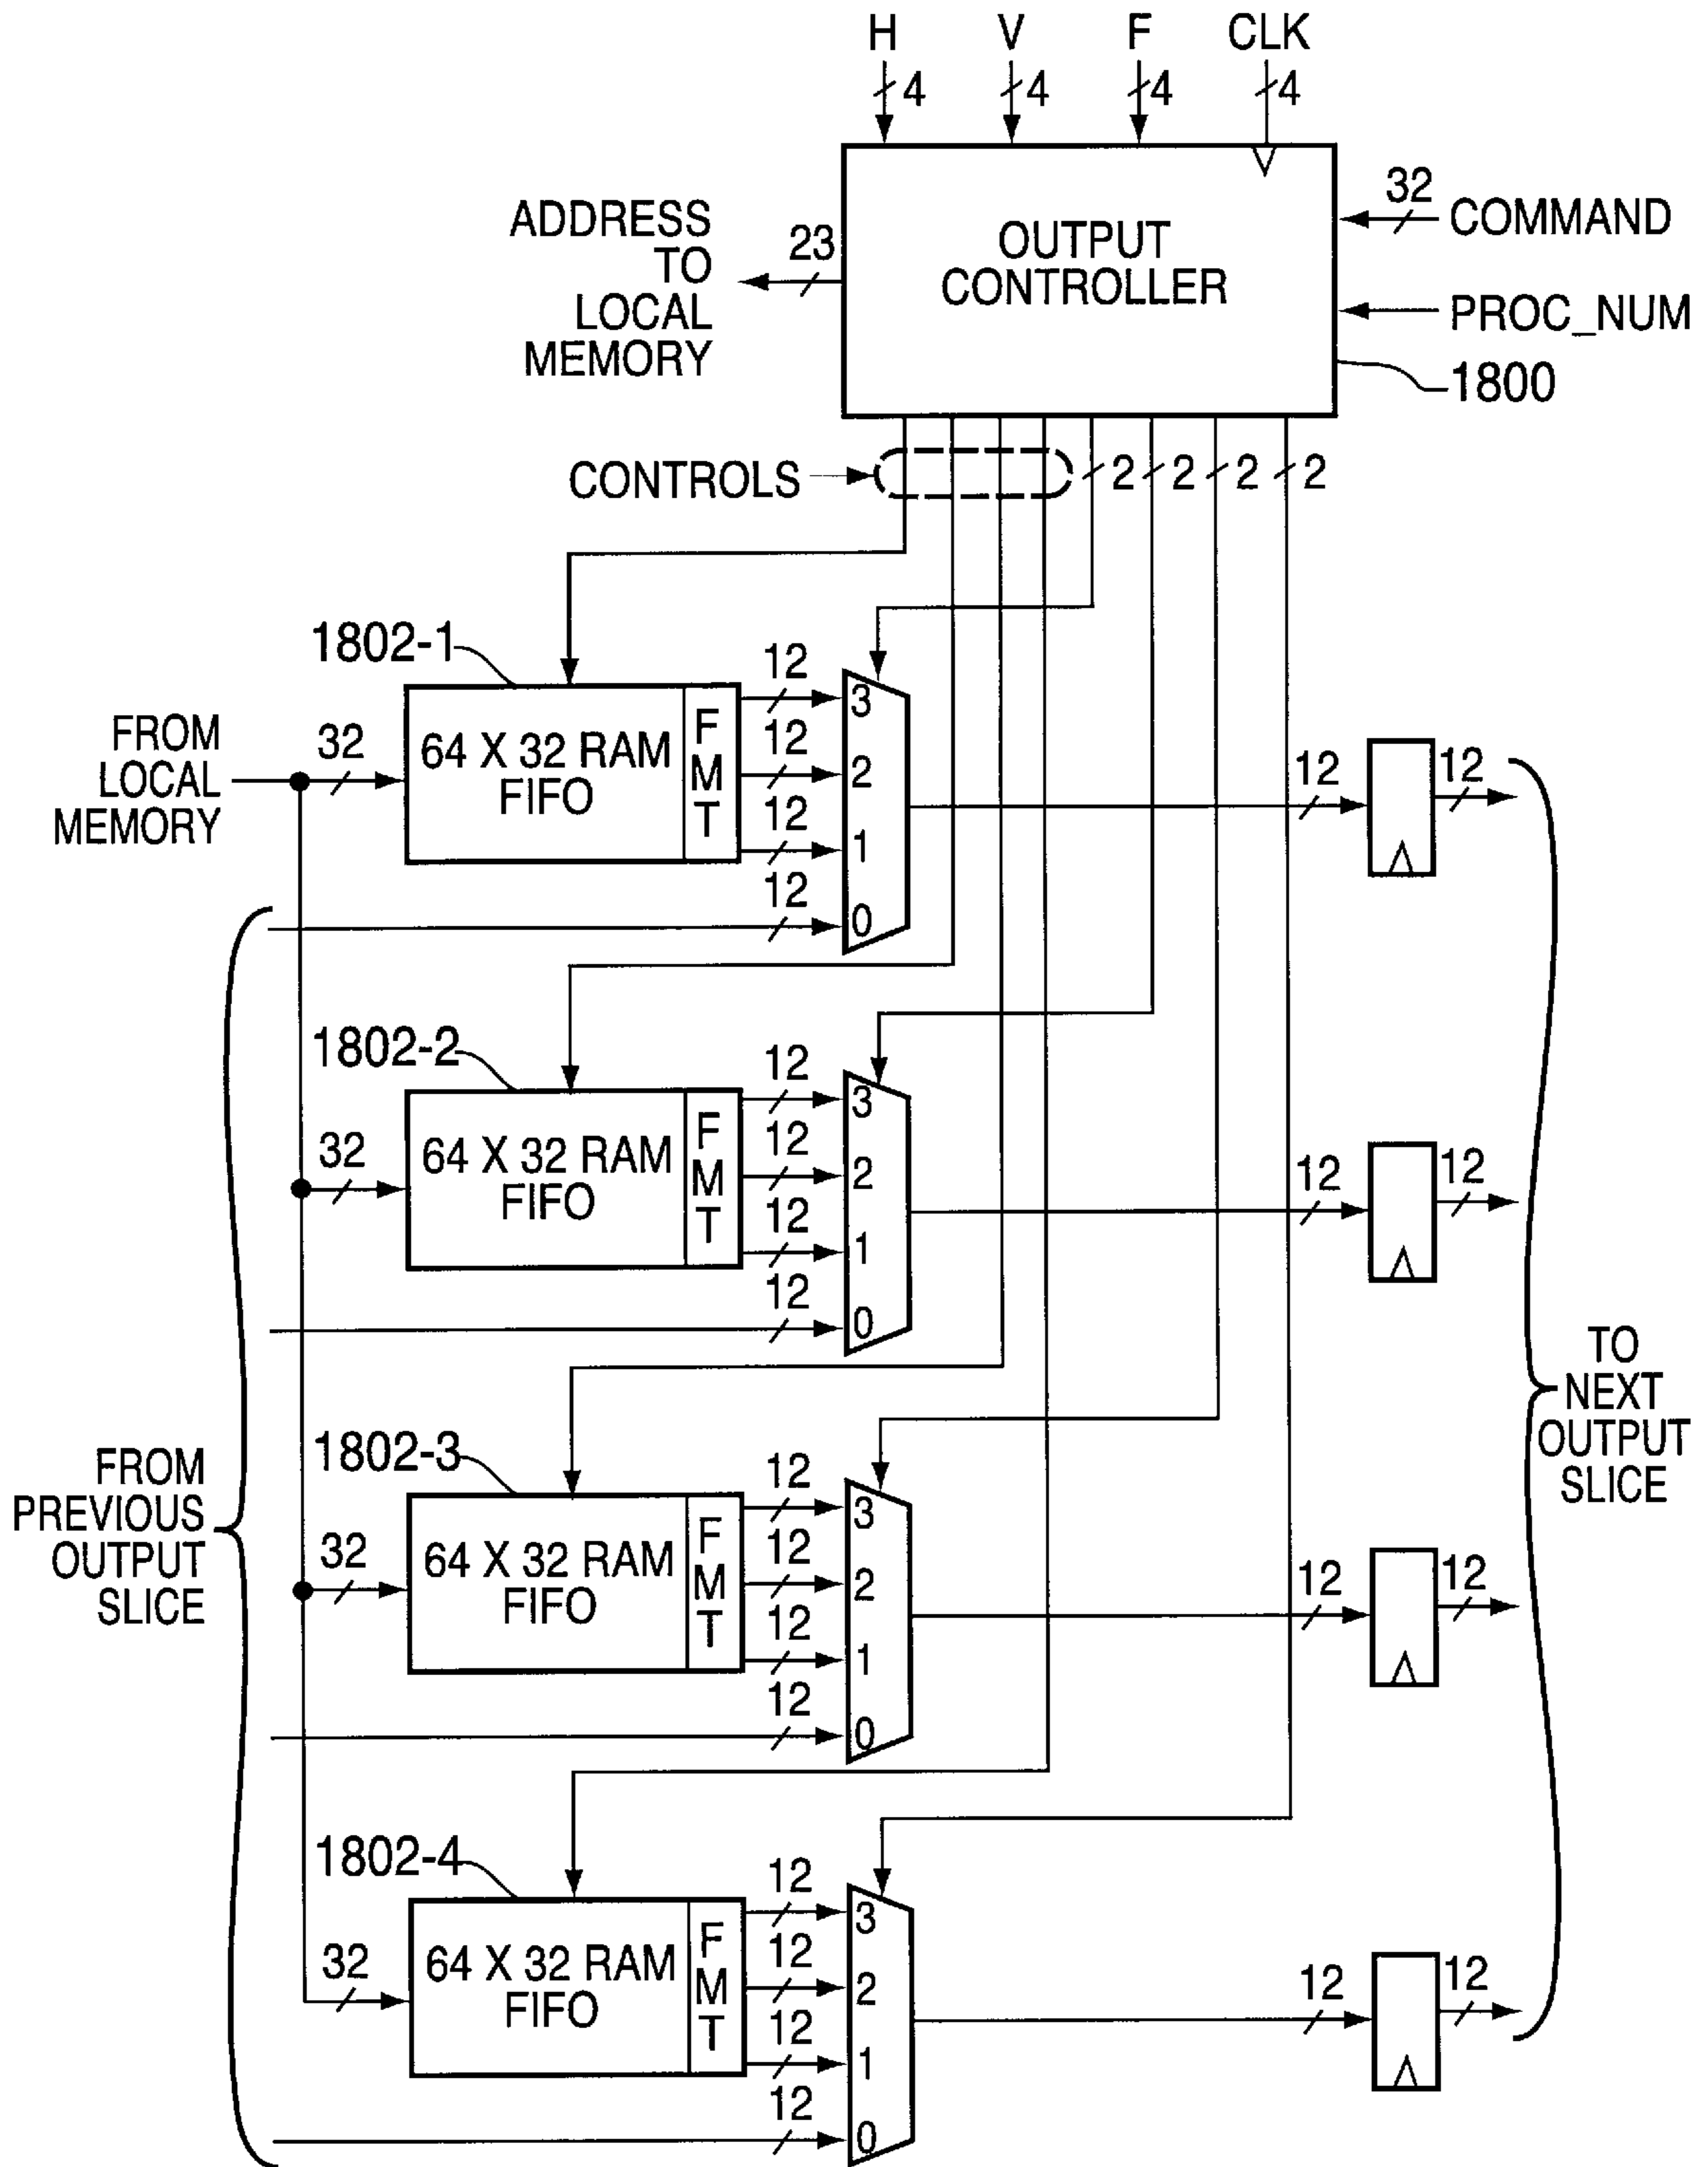 H V F CLK
4 4 4 4
ADDRESS
TO
LOCAL
MEMORY
23
OUTPUT
CONTROLLER
32 COMMAND
PROC_NUM
1800
CONTROLS
2 2 2 2
1802-1
FROM
LOCAL
MEMORY
32
64 X 32 RAM
FIFO
F
M
T
12 3
12 2
12 1
12 0
12 12
1802-2
32
64 X 32 RAM
FIFO
F
M
T
12 3
12 2
12 1
12 0
12 12
1802-3
32
64 X 32 RAM
FIFO
F
M
T
12 3
12 2
12 1
12 0
12 12
FROM
PREVIOUS
OUTPUT
SLICE
TO
NEXT
OUTPUT
SLICE
1802-4
32
64 X 32 RAM
FIFO
F
M
T
12 3
12 2
12 1
12 0
12 12